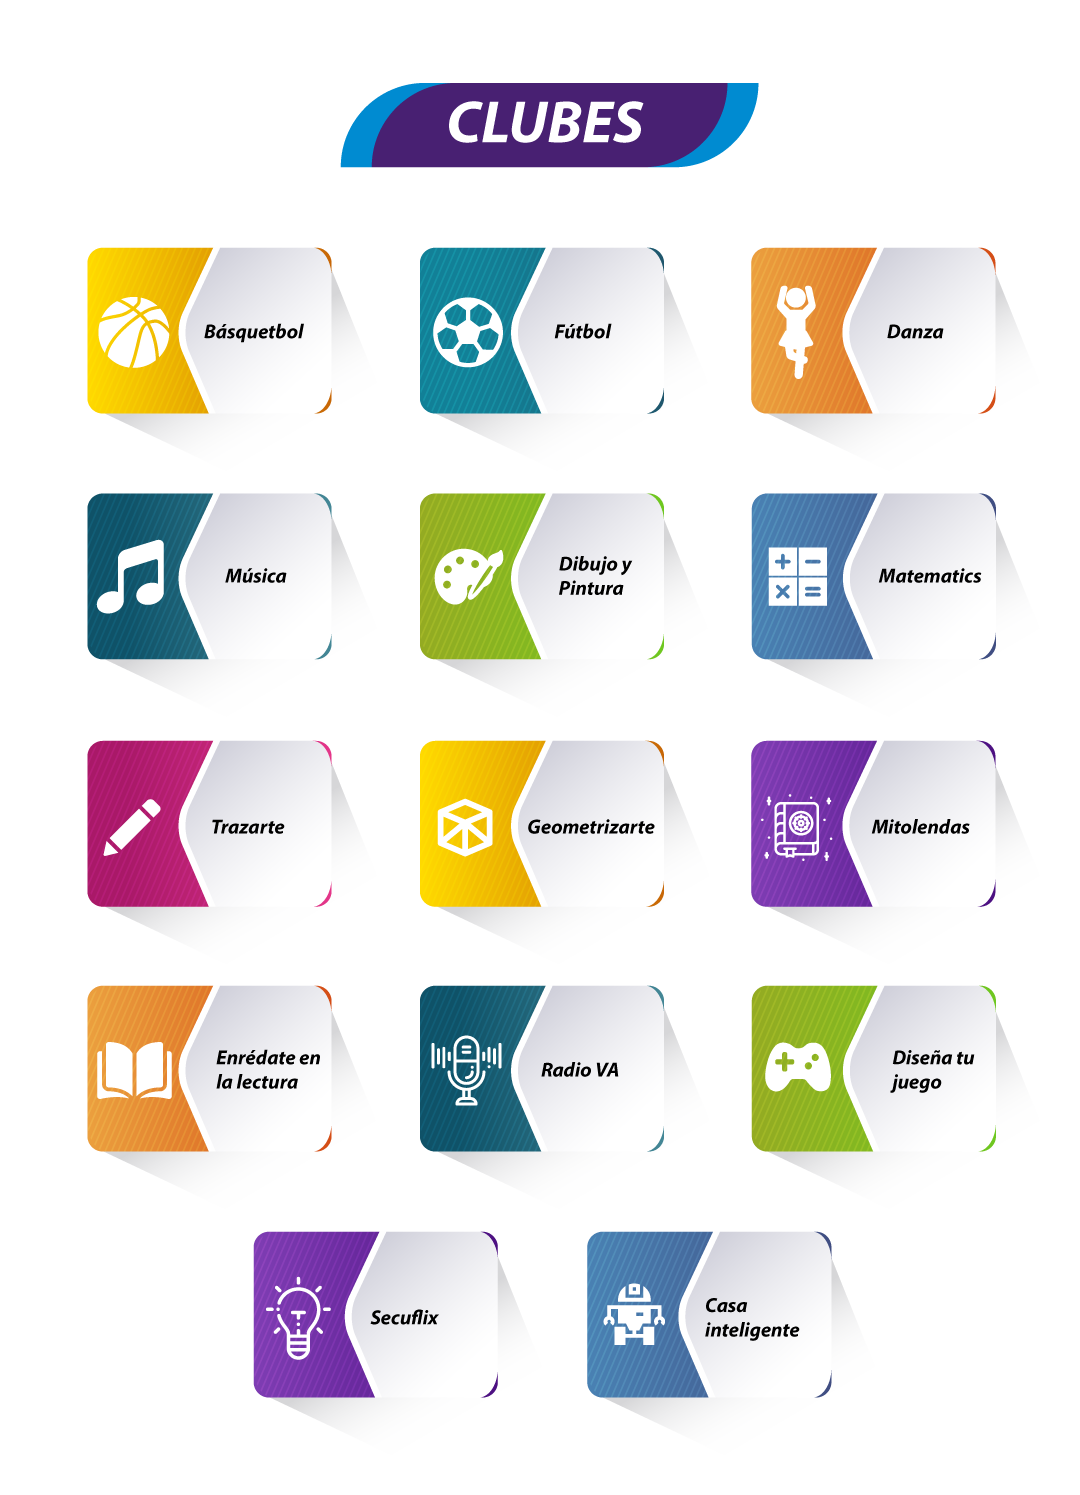 CLUBES
Básquetbol
Fútbol
Danza
Música
Dibujo y
Pintura
Matematics
Trazarte
Geometrizarte
Mitolendas
Enrédate en
la lectura
Radio VA
Diseña tu
juego
Secuflix
Casa
inteligente